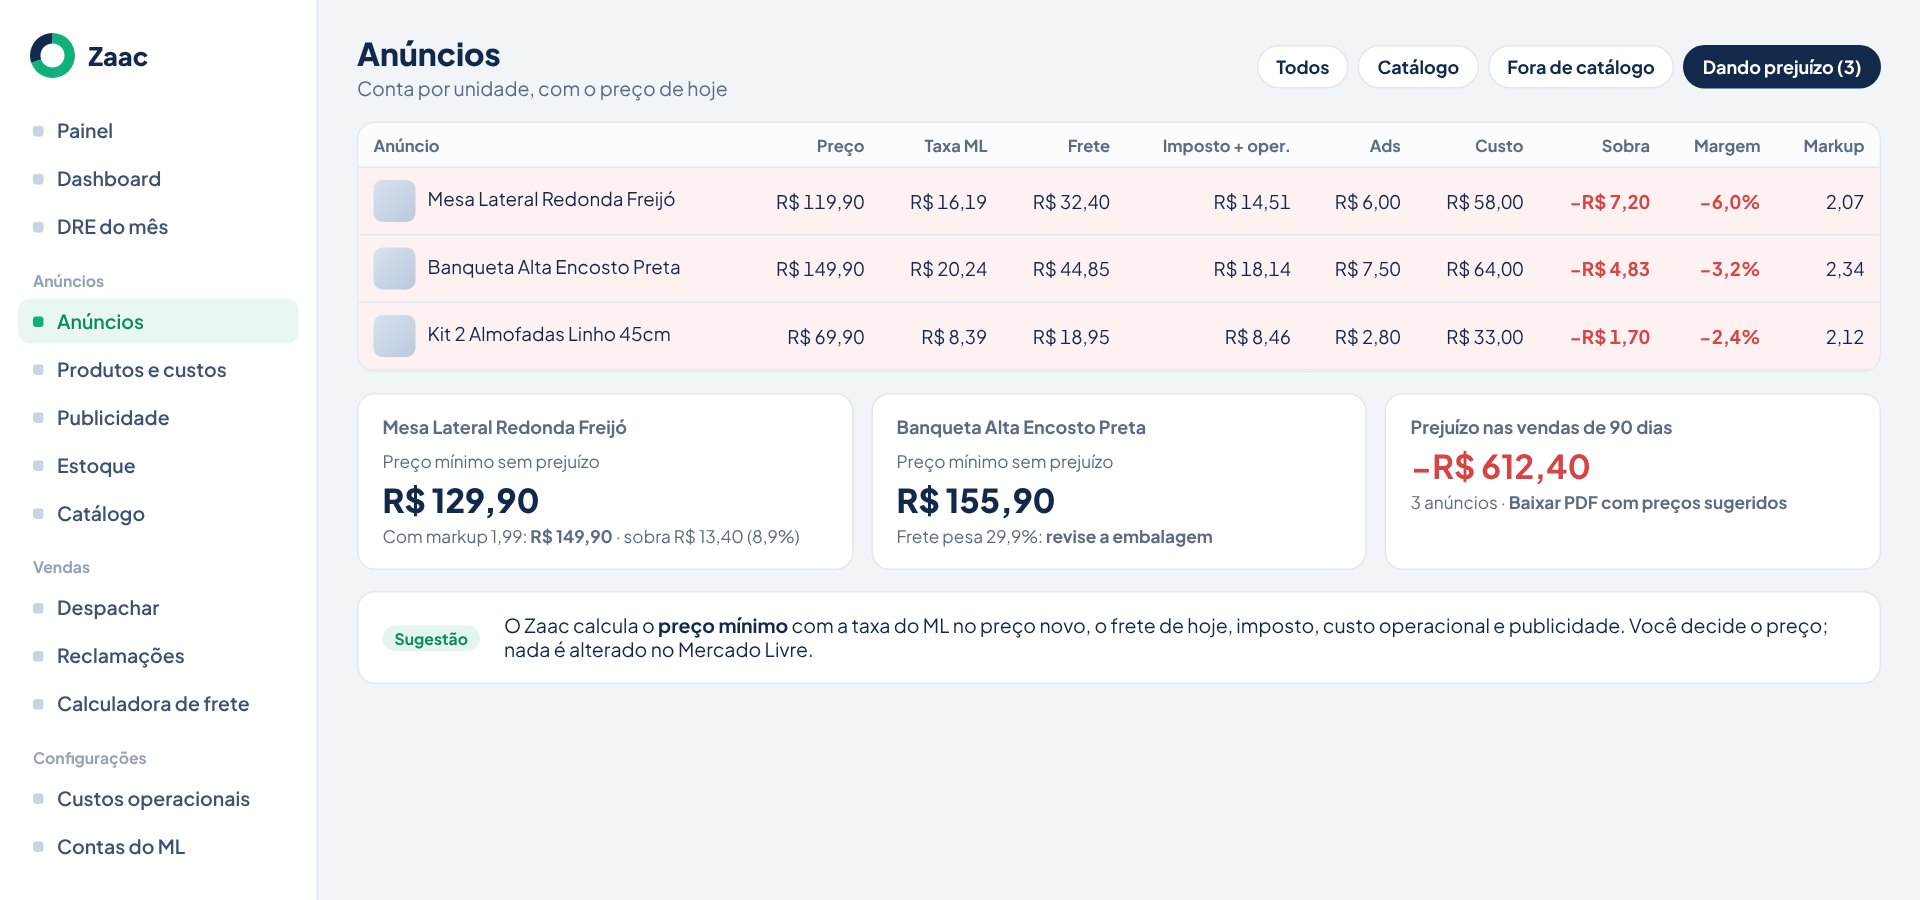 Zaac
Painel
Dashboard
DRE do mês
Anúncios
Anúncios
Produtos e custos
Publicidade
Estoque
Catálogo
Vendas
Despachar
Reclamações
Calculadora de frete
Configurações
Custos operacionais
Contas do ML
Anúncios
Conta por unidade, com o preço de hoje
Todos Catálogo Fora de catálogo Dando prejuízo (3)
Anúncio Preço Taxa ML Frete Imposto + oper. Ads Custo Sobra Margem Markup
Mesa Lateral Redonda Freijó R$ 119,90 R$ 16,19 R$ 32,40 R$ 14,51 R$ 6,00 R$ 58,00 −R$ 7,20 −6,0% 2,07
Banqueta Alta Encosto Preta R$ 149,90 R$ 20,24 R$ 44,85 R$ 18,14 R$ 7,50 R$ 64,00 −R$ 4,83 −3,2% 2,34
Kit 2 Almofadas Linho 45cm R$ 69,90 R$ 8,39 R$ 18,95 R$ 8,46 R$ 2,80 R$ 33,00 −R$ 1,70 −2,4% 2,12
Mesa Lateral Redonda Freijó
Preço mínimo sem prejuízo
R$ 129,90
Com markup 1,99: R$ 149,90 · sobra R$ 13,40 (8,9%)
Banqueta Alta Encosto Preta
Preço mínimo sem prejuízo
R$ 155,90
Frete pesa 29,9%: revise a embalagem
Prejuízo nas vendas de 90 dias
−R$ 612,40
3 anúncios · Baixar PDF com preços sugeridos
Sugestão
O Zaac calcula o preço mínimo com a taxa do ML no preço novo, o frete de hoje, imposto, custo operacional e publicidade. Você decide o preço;
nada é alterado no Mercado Livre.